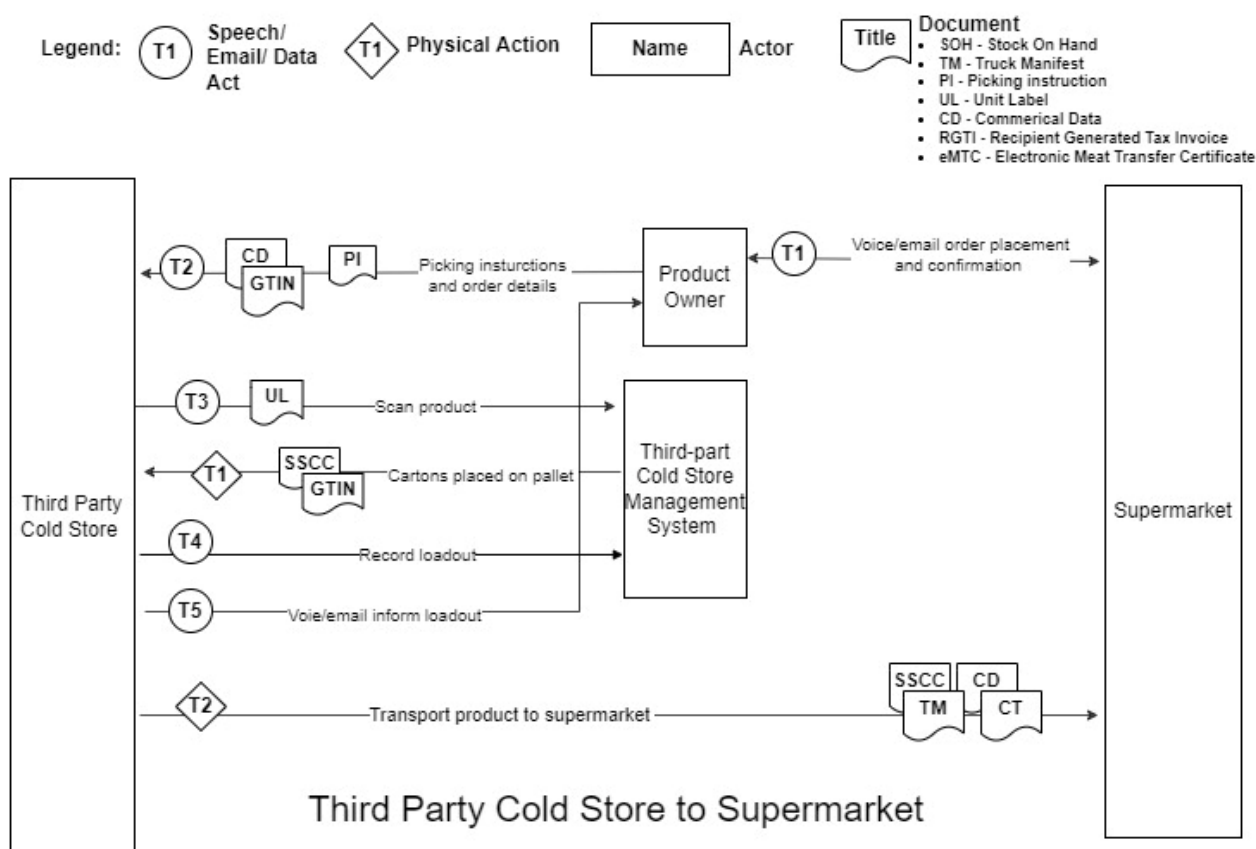 Legend:
T1
Speech/
Email/ Data
Act
T1
Physical Action
Name
Actor
Title
Document
• SOH - Stock On Hand
• TM - Truck Manifest
• PI - Picking instruction
• UL - Unit Label
• CD - Commerical Data
• RGTI - Recipient Generated Tax Invoice
• eMTC - Electronic Meat Transfer Certificate
Third Party
Cold Store
T2
CD
GTIN
PI
Picking insturctions
and order details
Product
Owner
T1
Voice/email order placement
and confirmation
Supermarket
T3
UL
Scan product
T1
SSCC
GTIN
Cartons placed on pallet
Third-part
Cold Store
Management
System
T4
Record loadout
T5
Voie/email inform loadout
T2
Transport product to supermarket
SSCC
CD
TM
CT
Third Party Cold Store to Supermarket